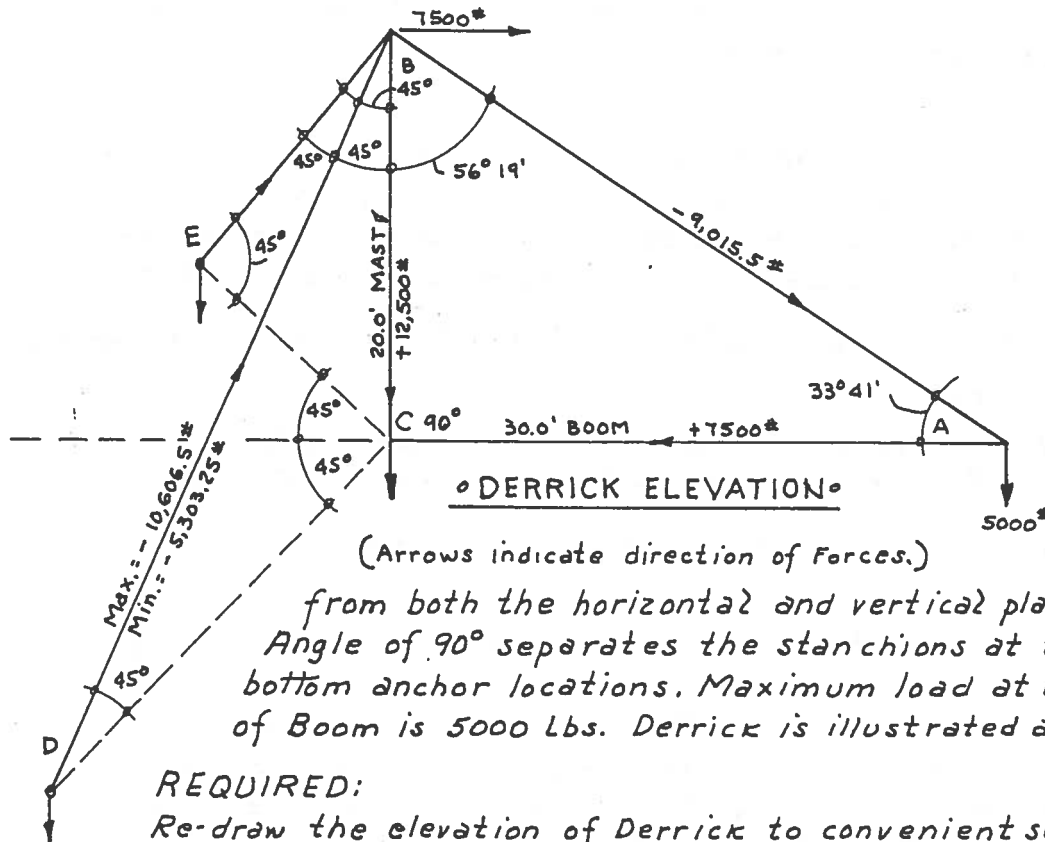 7500#
B
45°
45°
45°
56° 19'
E
45°
-9,015.5#
20.0' MAST
+12,500#
33° 41'
45°
C 90°
30.0' BOOM
+7500#
A
45°
•DERRICK ELEVATION•
5000#
(Arrows indicate direction of Forces.)
Max. = -10,606.51#
Min. = -5,303.25#
45°
D
from both the horizontal and vertical
Angle of 90° separates the stanchions at
bottom anchor locations. Maximum load at
of Boom is 5000 Lbs. Derrick is illustrated
REQUIRED:
Re-draw the elevation of Derrick to convenient